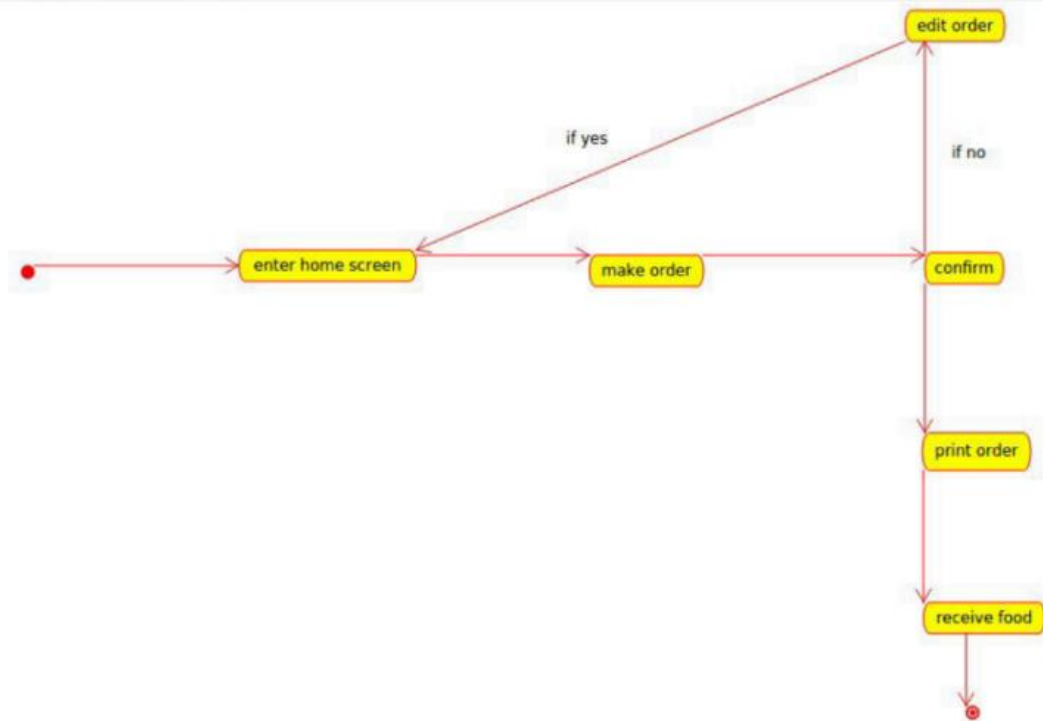 edit order
if yes
if no
enter home screen
make order
confirm
print order
receive food